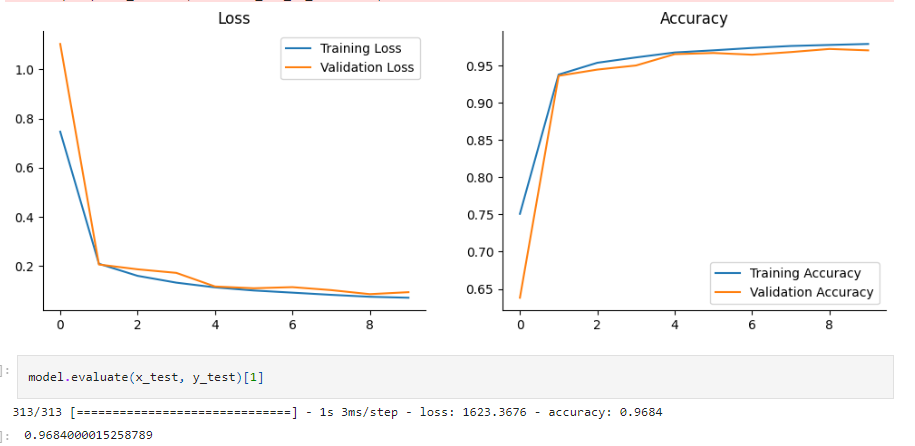 Loss
Accuracy
Training Loss
Validation Loss
1.0
0.8
0.6
0.4
0.2
0 2 4 6 8
0.95
0.90
0.85
0.80
0.75
0.70
0.65
Training Accuracy
Validation Accuracy
0 2 4 6 8
]:
model.evaluate(x_test, y_test)[1]
313/313 [==============================] - 1s 3ms/step - loss: 1623.3676 - accuracy: 0.9684
]:
0.9684000015258789